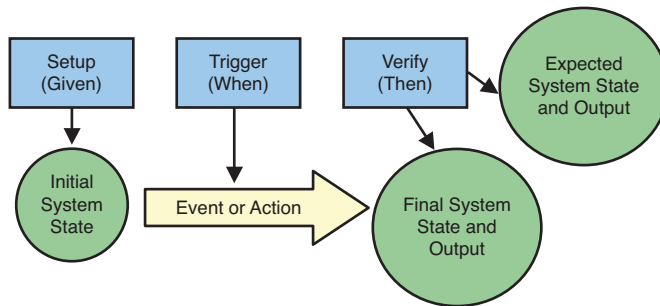 Setup
(Given)
Trigger
(When)
Verify
(Then)
Expected
System State
and Output
Initial
System
State
Event or Action
Final System
State and
Output